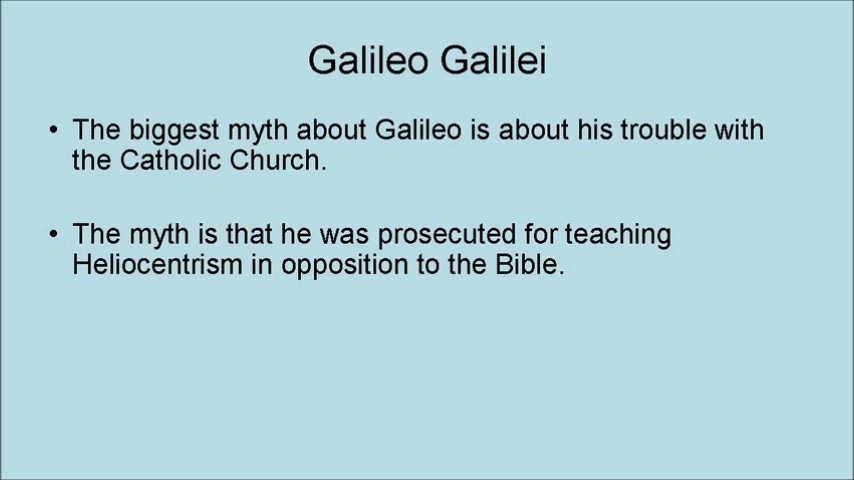 Galileo Galilei
• The biggest myth about Galileo is about his trouble with
the Catholic Church.
• The myth is that he was prosecuted for teaching
Heliocentrism in opposition to the Bible.